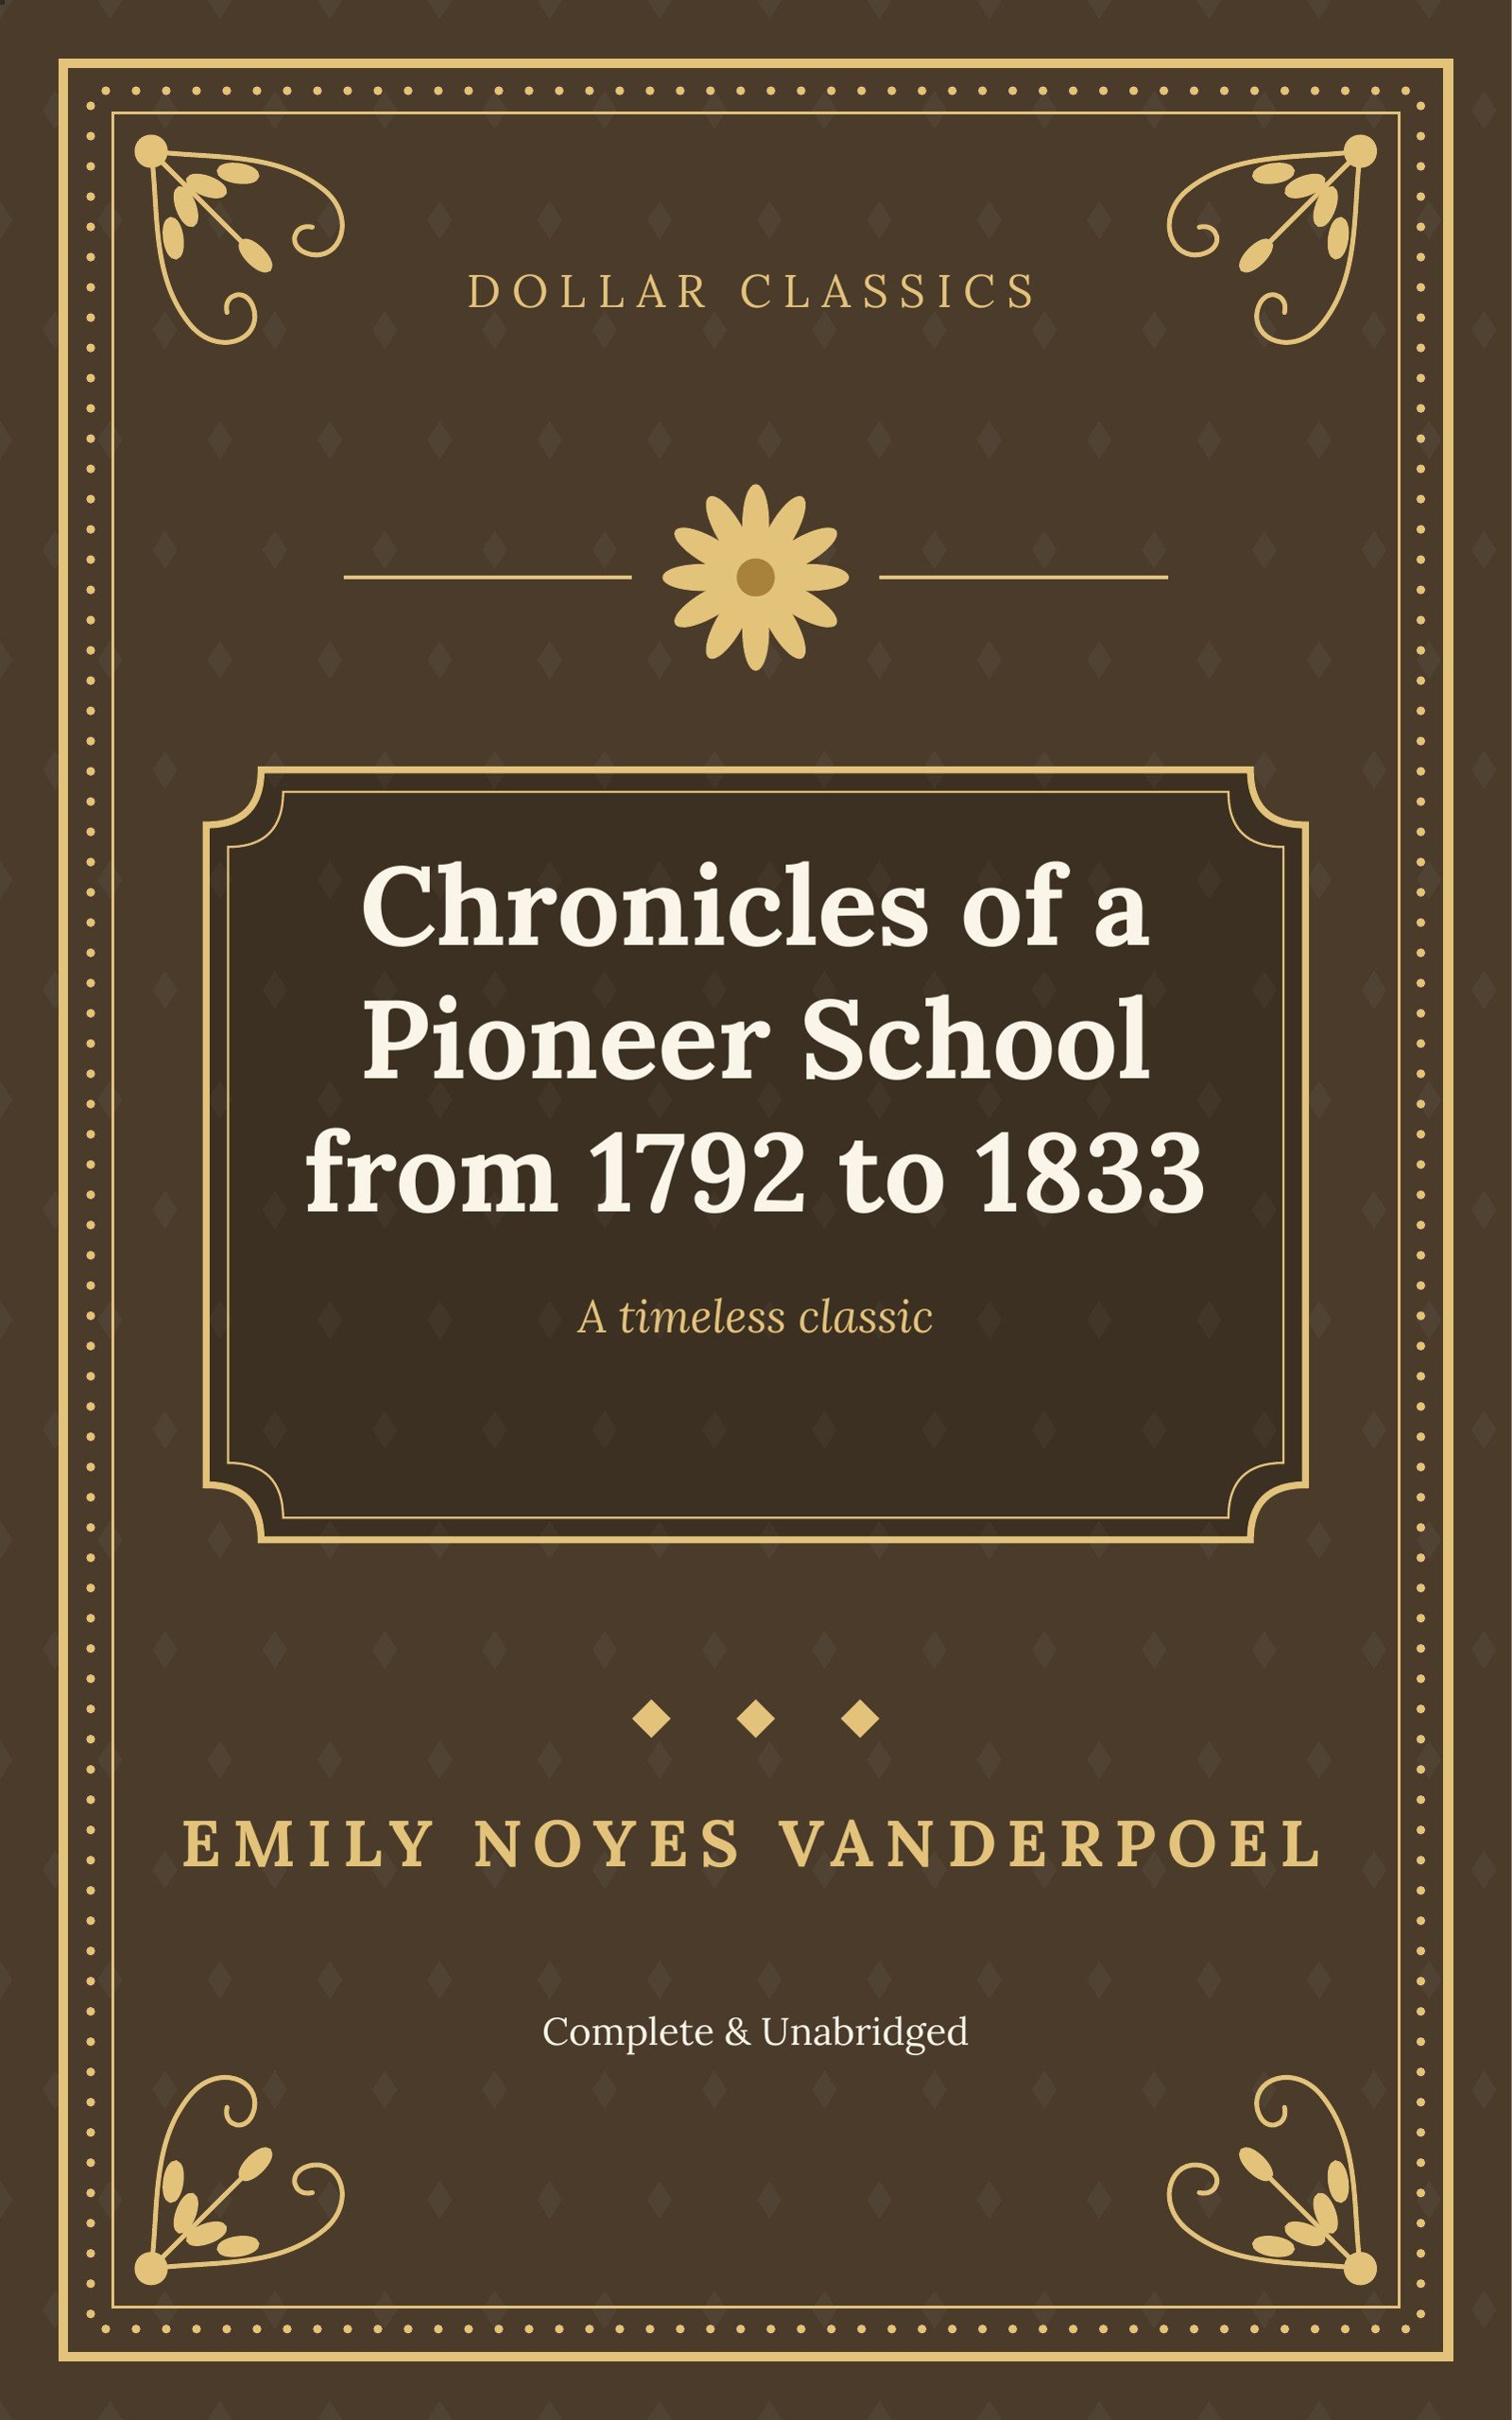 DOLLAR CLASSICS
Chronicles of a
Pioneer School
from 1792 to 1833
A timeless classic
EMILY NOYES VANDERPOEL
Complete & Unabridged